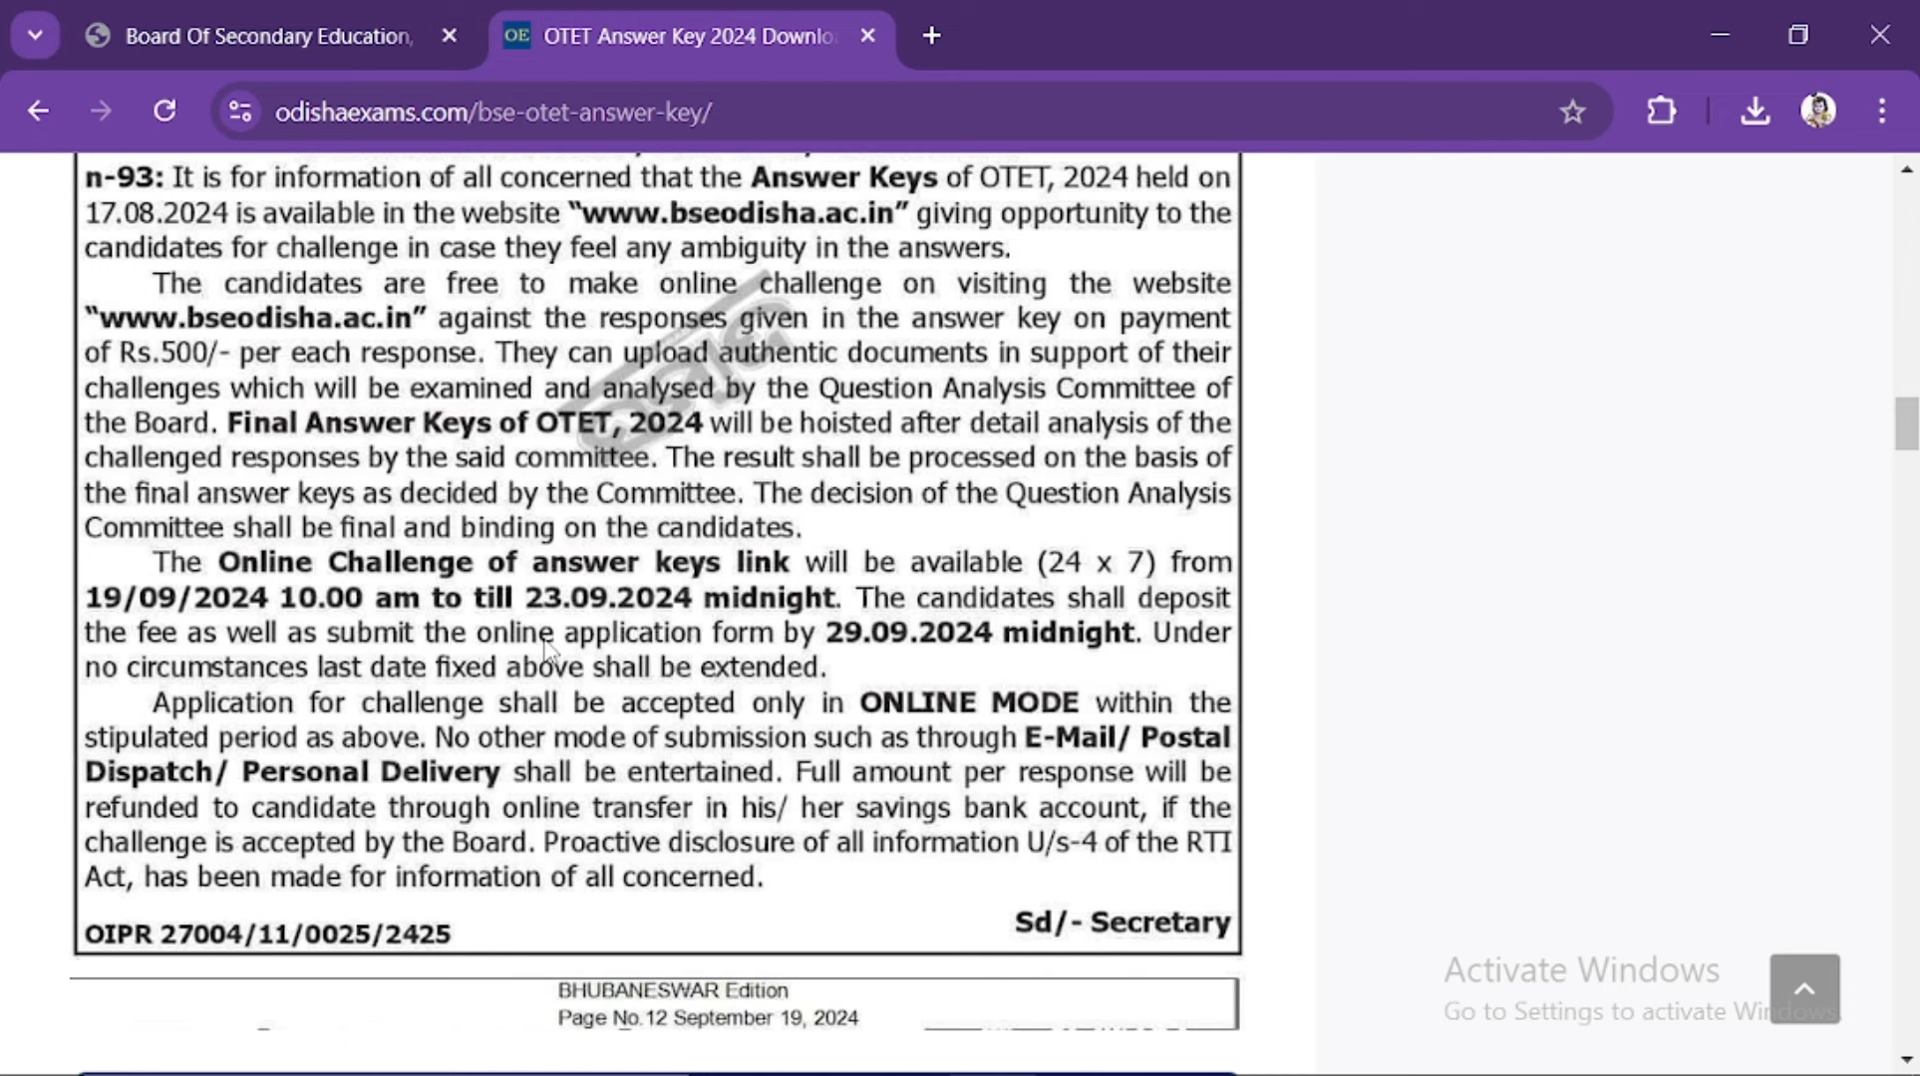 Board Of Secondary Education,
OE OTET Answer Key 2024 Downlo
odishaexams.com/bse-otet-answer-key/
n-93: It is for information of all concerned that the Answer Keys of OTET, 2024 held on
17.08.2024 is available in the website "www.bseodisha.ac.in" giving opportunity to the
candidates for challenge in case they feel any ambiguity in the answers.
The candidates are free to make online challenge on visiting the website
"www.bseodisha.ac.in" against the responses given in the answer key on payment
of Rs.500/- per each response. They can upload authentic documents in support of their
challenges which will be examined and analysed by the Question Analysis Committee of
the Board. Final Answer Keys of OTET, 2024 will be hoisted after detail analysis of the
challenged responses by the said committee. The result shall be processed on the basis of
the final answer keys as decided by the Committee. The decision of the Question Analysis
Committee shall be final and binding on the candidates.
The Online Challenge of answer keys link will be available (24 x 7) from
19/09/2024 10.00 am to till 23.09.2024 midnight. The candidates shall deposit
the fee as well as submit the online application form by 29.09.2024 midnight. Under
no circumstances last date fixed above shall be extended.
Application for challenge shall be accepted only in ONLINE MODE within the
stipulated period as above. No other mode of submission such as through E-Mail/ Postal
Dispatch/ Personal Delivery shall be entertained. Full amount per response will be
refunded to candidate through online transfer in his/ her savings bank account, if the
challenge is accepted by the Board. Proactive disclosure of all information U/s-4 of the RTI
Act, has been made for information of all concerned.
Sd/- Secretary
OIPR 27004/11/0025/2425
BHUBANESWAR Edition
Page No.12 September 19, 2024
Activate Windows
Go to Settings to activate Windows.